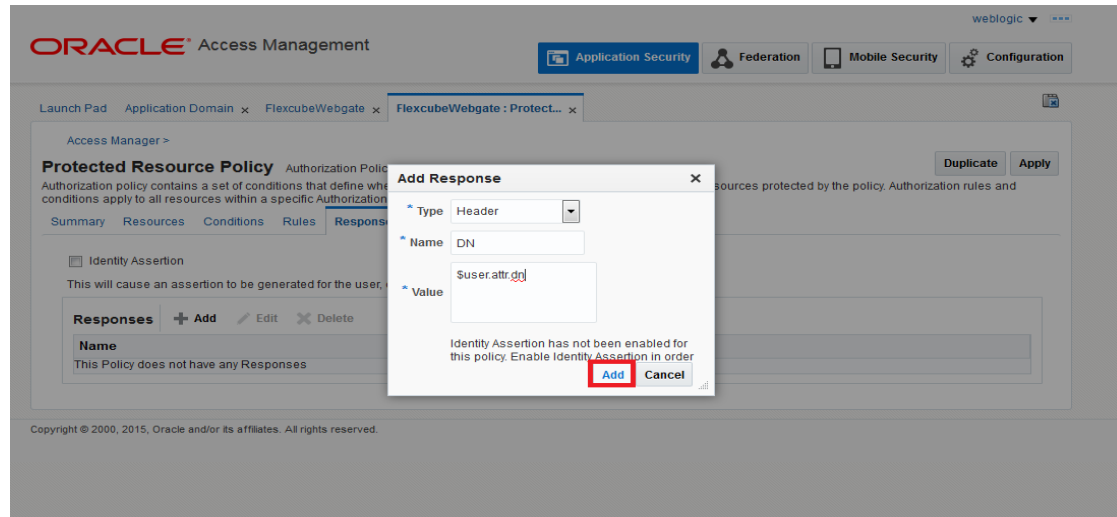 weblogic
ORACLE Access Management
Application Security
Federation
Mobile Security
Configuration
Launch Pad
Application Domain
FlexcubeWebgate
FlexcubeWebgate : Protect...
Access Manager >
Protected Resource Policy Authorization Polic
Duplicate
Apply
Authorization policy contains a set of conditions that define whe
sources protected by the policy. Authorization rules and
conditions apply to all resources within a specific Authorization
Summary
Resources
Conditions
Rules
Respons
Identity Assertion
This will cause an assertion to be generated for the user,
Responses
Add
Edit
Delete
Name
This Policy does not have any Responses
Add Response
* Type Header
* Name DN
* Value $user.attr.dn
Identity Assertion has not been enabled for
this policy. Enable Identity Assertion in order
Add
Cancel
Copyright © 2000, 2015, Oracle and/or its affiliates. All rights reserved.